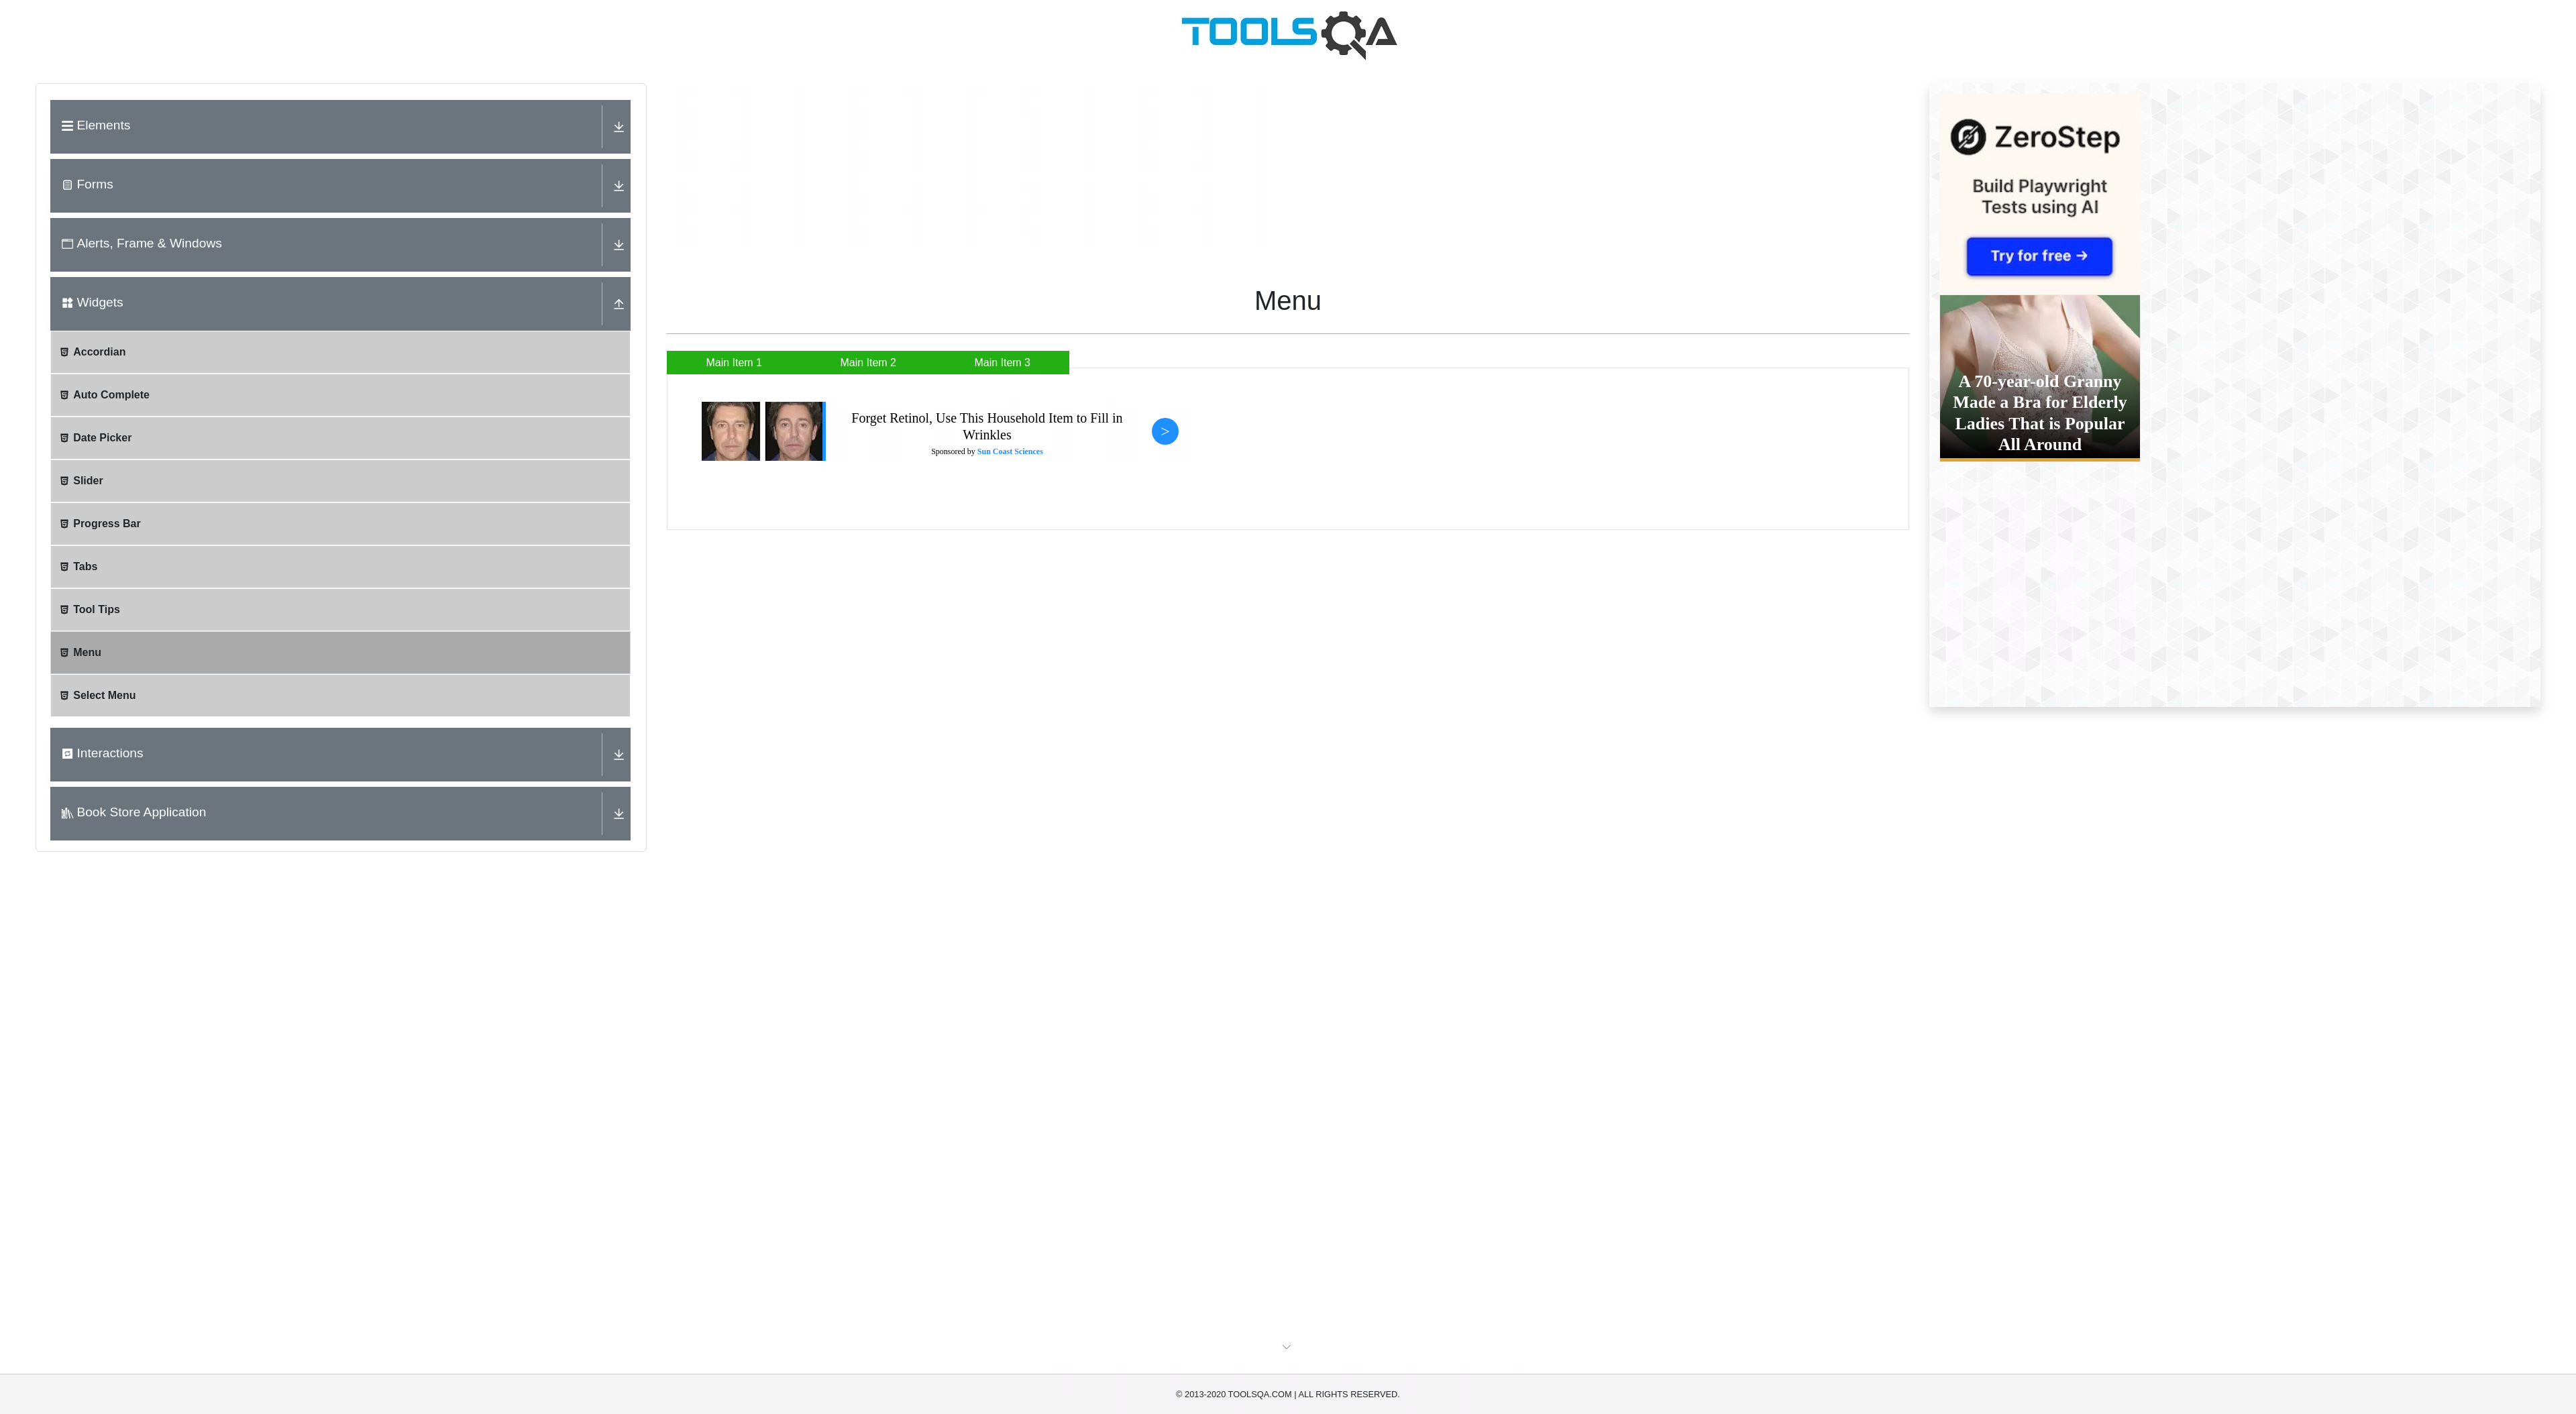 TOOLSQA
Elements
Forms
Alerts, Frame & Windows
Widgets
Accordian
Auto Complete
Date Picker
Slider
Progress Bar
Tabs
Tool Tips
Menu
Select Menu
Interactions
Book Store Application
Menu
Main Item 1
Main Item 2
Main Item 3
Forget Retinol, Use This Household Item to Fill in
Wrinkles
Sponsored by Sun Coast Sciences
>
ZeroStep
Build Playwright
Tests using AI
Try for free →
A 70-year-old Granny
Made a Bra for Elderly
Ladies That is Popular
All Around
© 2013-2020 TOOLSQA.COM | ALL RIGHTS RESERVED.